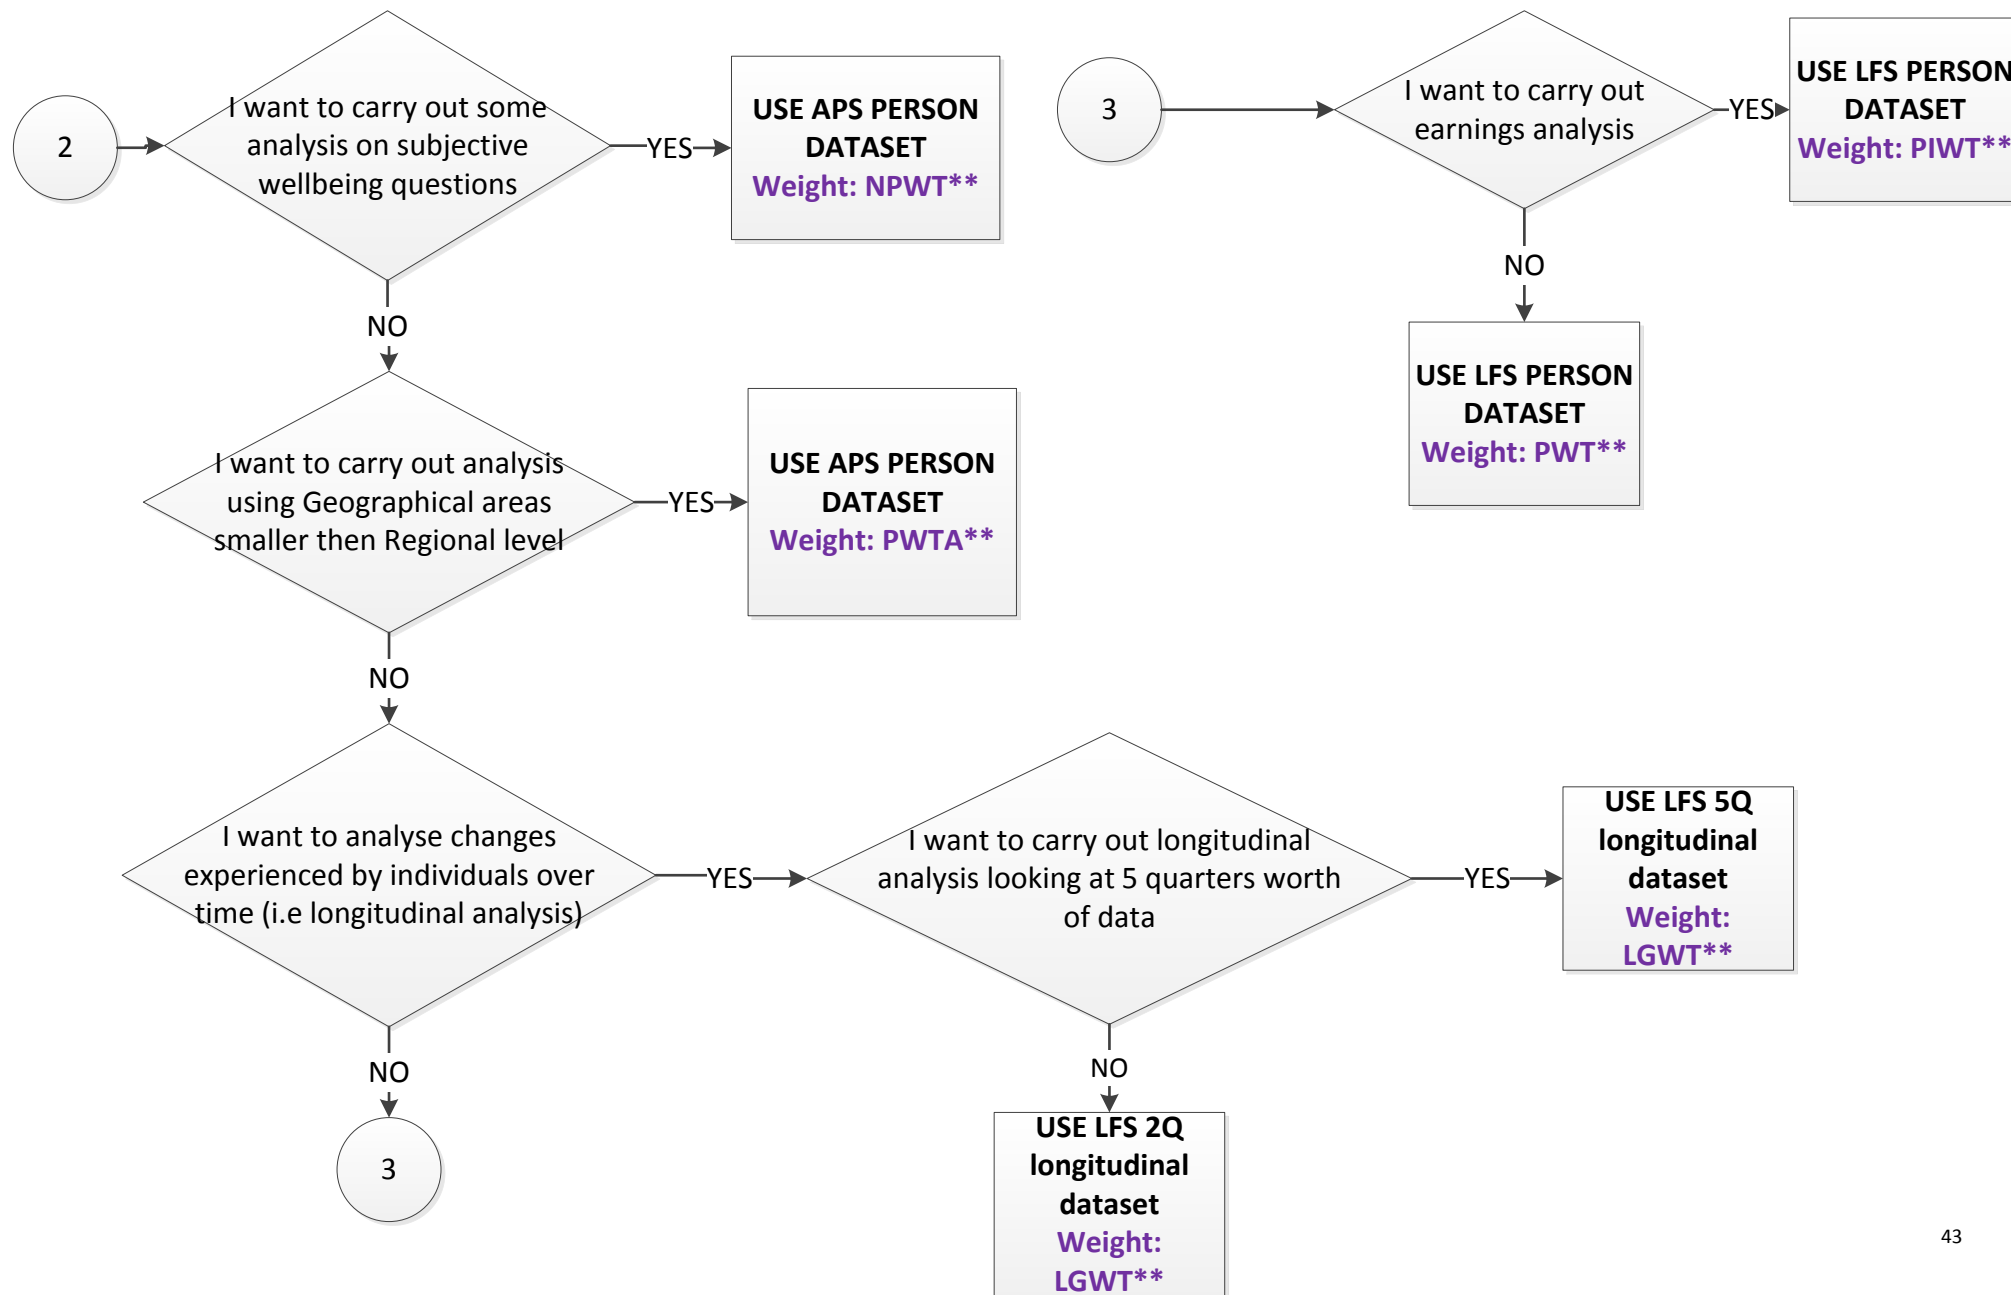 2
I want to carry out some
analysis on subjective
wellbeing questions
YES
USE APS PERSON
DATASET
Weight: NPWT**
NO
I want to carry out analysis
using Geographical areas
smaller then Regional level
YES
USE APS PERSON
DATASET
Weight: PWTA**
NO
I want to analyse changes
experienced by individuals over
time (i.e longitudinal analysis)
YES
I want to carry out longitudinal
analysis looking at 5 quarters worth
of data
YES
USE LFS 5Q
longitudinal
dataset
Weight:
LGWT**
NO
USE LFS 2Q
longitudinal
dataset
Weight:
LGWT**
NO
3
3
I want to carry out
earnings analysis
YES
USE LFS PERSON
DATASET
Weight: PIWT**
NO
USE LFS PERSON
DATASET
Weight: PWT**
43